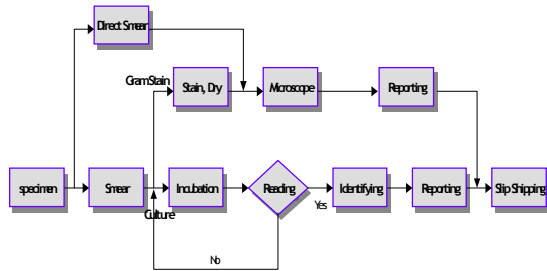 Direct Smear
Gram Stain
Stain, Dry
Microscope
Reporting
specimen
Smear
Incubation
Reading
Identifying
Reporting
Slip Shipping
Culture
Yes
No